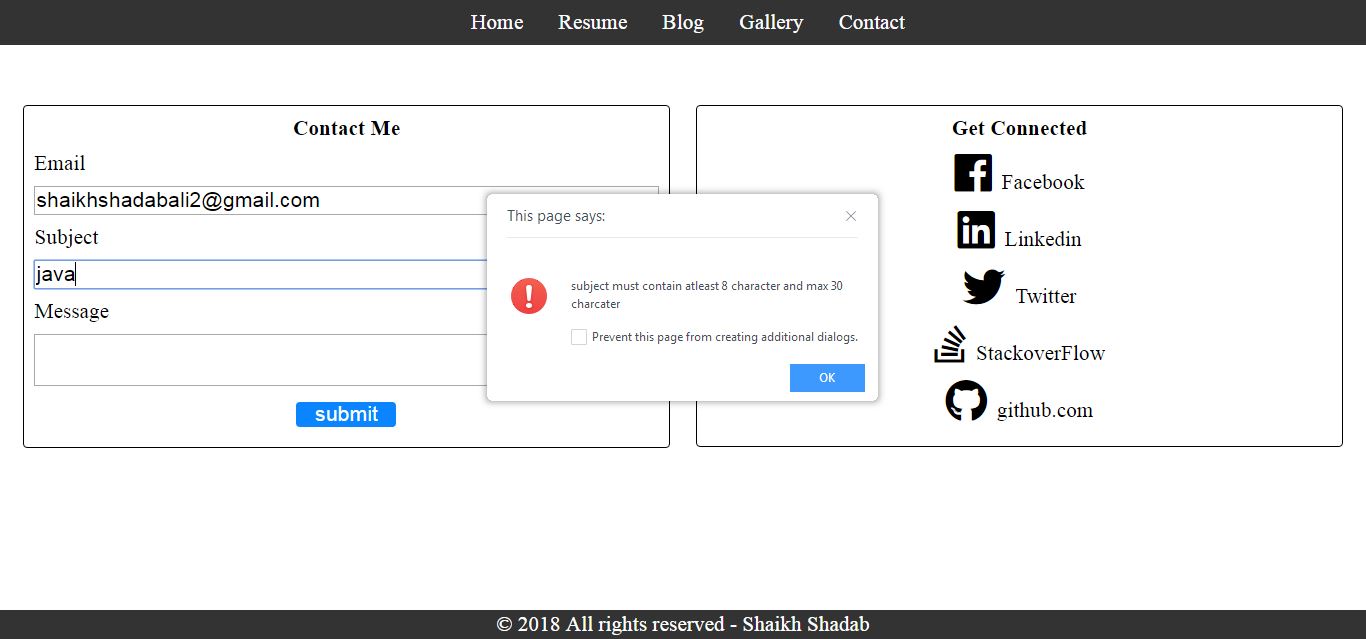 Home Resume Blog Gallery Contact
Contact Me
Email
shaikhshadabali2@gmail.com
Subject
java
Message
submit
This page says:
subject must contain atleast 8 character and max 30
charcater
Prevent this page from creating additional dialogs.
OK
Get Connected
Facebook
Linkedin
Twitter
StackoverFlow
github.com
© 2018 All rights reserved - Shaikh Shadab